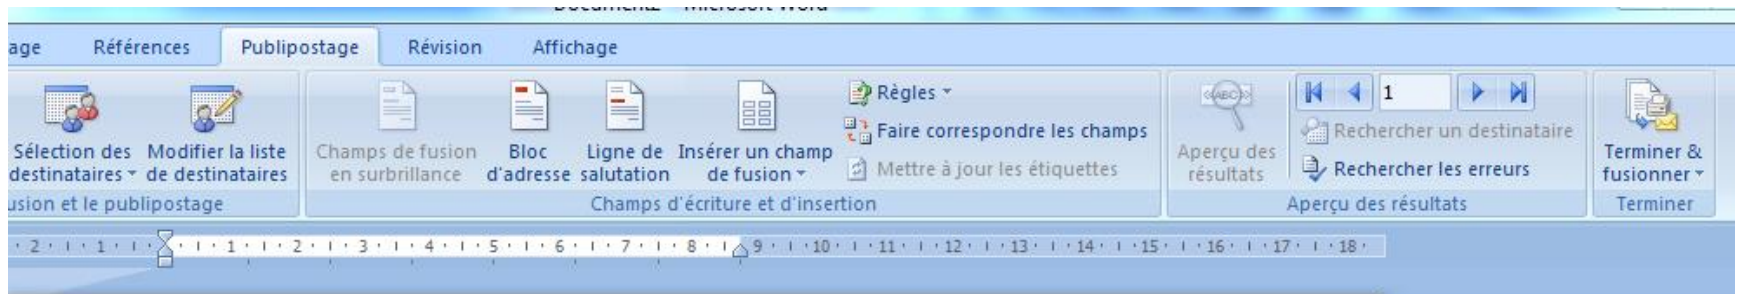 Document2 - Microsoft Word
age Références Publipostage Révision Affichage
Sélection des destinataires
Modifier la liste de destinataires
usion et le publipostage
Champs de fusion en surbrillance
Bloc d'adresse
Ligne de salutation
Insérer un champ de fusion
Règles
Faire correspondre les champs
Mettre à jour les étiquettes
Champs d'écriture et d'insertion
«ABC»
Aperçu des résultats
1
Rechercher un destinataire
Rechercher les erreurs
Aperçu des résultats
Terminer & fusionner
Terminer
2 1 1 2 3 4 5 6 7 8 9 10 11 12 13 14 15 16 17 18